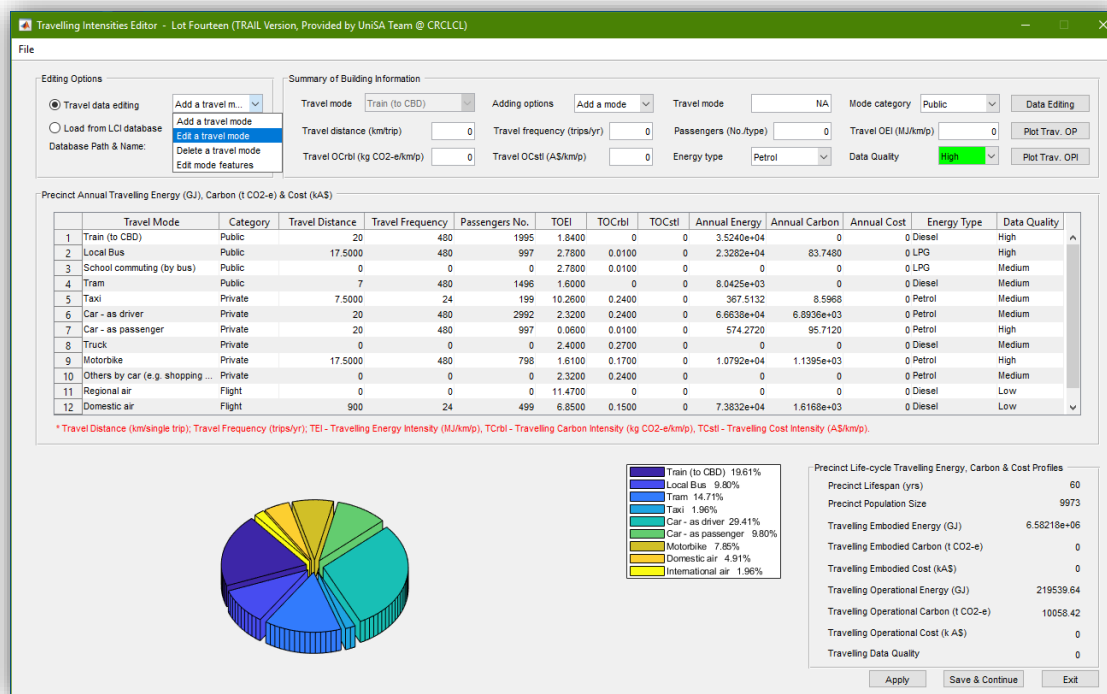 Travelling Intensities Editor - Lot Fourteen (TRAIL Version, Provided by UniSA Team @ CRCLCL)
File
Editing Options
Travel data editing Add a travel m...
Add a travel mode
Edit a travel mode
Delete a travel mode
Edit mode features
Load from LCI database
Database Path & Name:
Summary of Building Information
Travel mode Train (to CBD) Adding options Add a mode Travel mode NA Mode category Public Data Editing
Travel distance (km/trip) 0 Travel frequency (trips/yr) 0 Passengers (No./type) 0 Travel OEI (MJ/km/p) 0 Plot Trav. OP
Travel OCrbl (kg CO2-e/km/p) 0 Travel OCstI (A$/km/p) 0 Energy type Petrol Data Quality High Plot Trav. OPI
Precinct Annual Travelling Energy (GJ), Carbon (t CO2-e) & Cost (kA$)
Travel Mode Category Travel Distance Travel Frequency Passengers No. TOEI TOCrbI TOCstI Annual Energy Annual Carbon Annual Cost Energy Type Data Quality
1 Train (to CBD) Public 20 480 1995 1.8400 0 0 3.5240e+04 0 0 Diesel High
2 Local Bus Public 17.5000 480 997 2.7800 0.0100 0 2.3282e+04 83.7480 0 LPG High
3 School commuting (by bus) Public 0 0 0 2.7800 0.0100 0 0 0 0 LPG Medium
4 Tram Public 7 480 1496 1.6000 0 0 8.0425e+03 0 0 Diesel Medium
5 Taxi Private 7.5000 24 199 10.2600 0.2400 0 367.5132 8.5968 0 Petrol Medium
6 Car - as driver Private 20 480 2992 2.3200 0.2400 0 6.6638e+04 6.8936e+03 0 Petrol Medium
7 Car - as passenger Private 20 480 997 0.0600 0.0100 0 574.2720 95.7120 0 Petrol High
8 Truck Private 0 0 0 2.4000 0.2700 0 0 0 0 Diesel Medium
9 Motorbike Private 17.5000 480 798 1.6100 0.1700 0 1.0792e+04 1.1395e+03 0 Petrol High
10 Others by car (e.g. shopping ... Private 0 0 0 2.3200 0.2400 0 0 0 0 Petrol Medium
11 Regional air Flight 0 0 0 11.4700 0 0 0 0 0 Diesel Low
12 Domestic air Flight 900 24 499 6.8500 0.1500 0 7.3832e+04 1.6168e+03 0 Diesel Low
* Travel Distance (km/single trip); Travel Frequency (trips/yr); TEI - Travelling Energy Intensity (MJ/km/p), TCrbI - Travelling Carbon Intensity (kg CO2-e/km/p), TCstI - Travelling Cost Intensity (A$/km/p).
Train (to CBD) 19.61%
Local Bus 9.80%
Tram 14.71%
Taxi 1.96%
Car - as driver 29.41%
Car - as passenger 9.80%
Motorbike 7.85%
Domestic air 4.91%
International air 1.96%
Precinct Life-cycle Travelling Energy, Carbon & Cost Profiles
Precinct Lifespan (yrs) 60
Precinct Population Size 9973
Travelling Embodied Energy (GJ) 6.58218e+06
Travelling Embodied Carbon (t CO2-e) 0
Travelling Embodied Cost (kA$) 0
Travelling Operational Energy (GJ) 219539.64
Travelling Operational Carbon (t CO2-e) 10058.42
Travelling Operational Cost (k A$) 0
Travelling Data Quality 0
Apply Save & Continue Exit